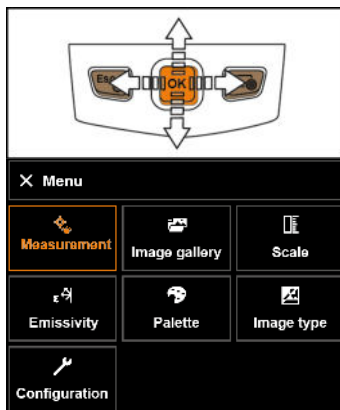 Esc
OK
✕ Menu
Measurement
Image gallery
Scale
ε
Emissivity
Palette
Image type
Configuration